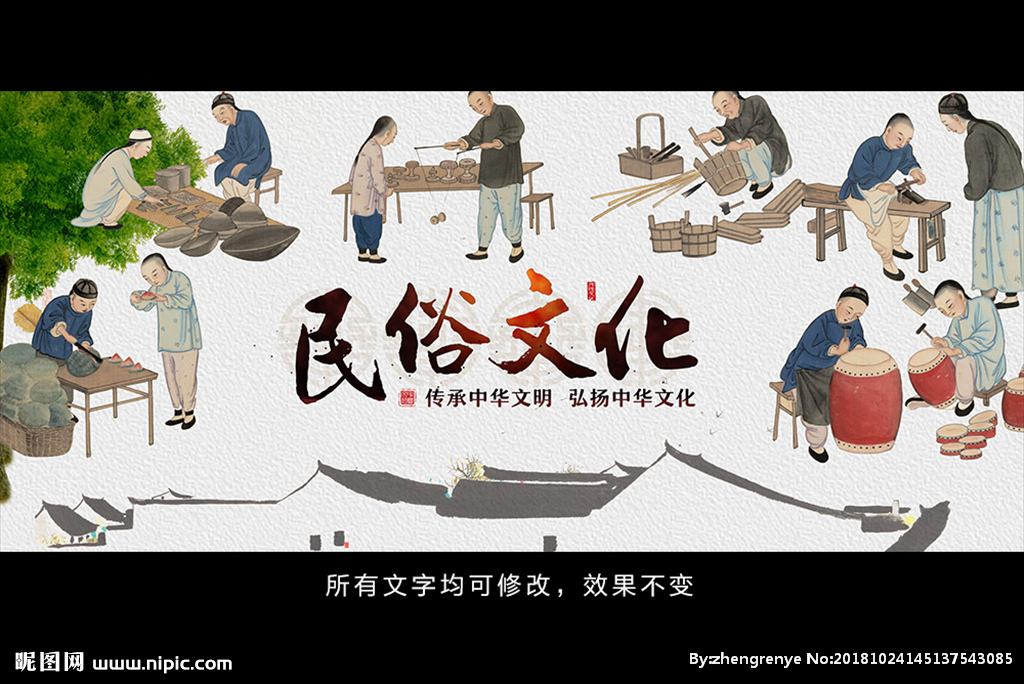 民俗文化
传承中华文明 弘扬中华文化
所有文字均可修改，效果不变
昵图网 www.nipic.com
By:zhengrenye No:20181024145137543085